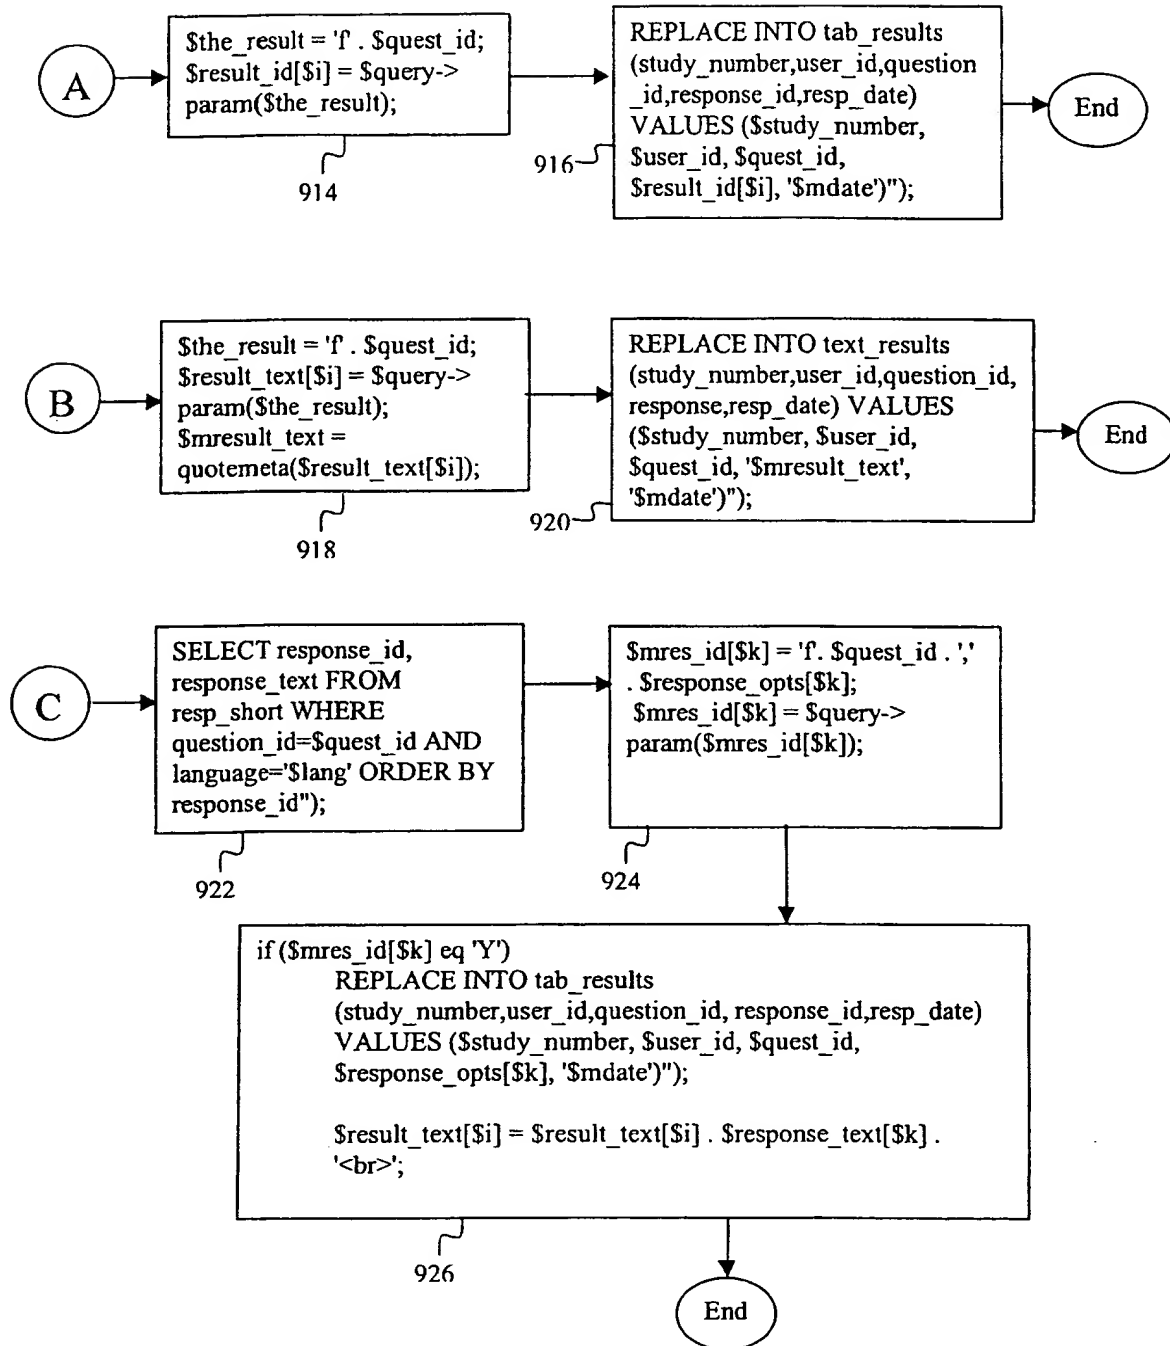 A
$the_result = 'f' . $quest_id;
$result_id[$i] = $query->
param($the_result);
914
REPLACE INTO tab_results
(study_number,user_id,question
_id,response_id,resp_date)
VALUES ($study_number,
$user_id, $quest_id,
$result_id[$i], '$mdate')");
916
End
B
$the_result = 'f' . $quest_id;
$result_text[$i] = $query->
param($the_result);
$mresult_text =
quotemeta($result_text[$i]);
918
REPLACE INTO text_results
(study_number,user_id,question_id,
response,resp_date) VALUES
($study_number, $user_id,
$quest_id, '$mresult_text',
'$mdate')");
920
End
C
SELECT response_id,
response_text FROM
resp_short WHERE
question_id=$quest_id AND
language='$lang' ORDER BY
response_id");
922
$mres_id[$k] = 'f'. $quest_id . ','
. $response_opts[$k];
$mres_id[$k] = $query->
param($mres_id[$k]);
924
if ($mres_id[$k] eq 'Y')
REPLACE INTO tab_results
(study_number,user_id,question_id, response_id,resp_date)
VALUES ($study_number, $user_id, $quest_id,
$response_opts[$k], '$mdate')");
$result_text[$i] = $result_text[$i] . $response_text[$k] .
'<br>';
926
End